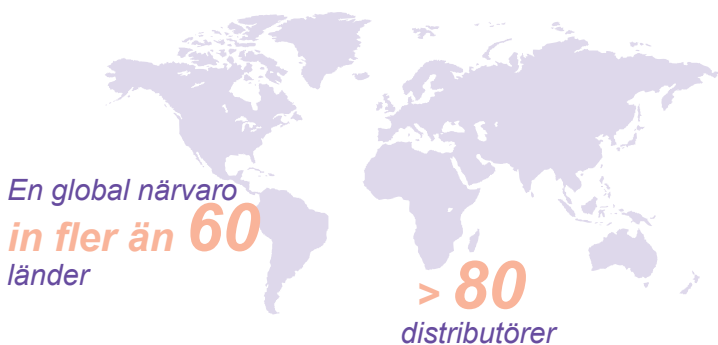 En global närvaro
in fler än 60
länder
> 80
distributörer